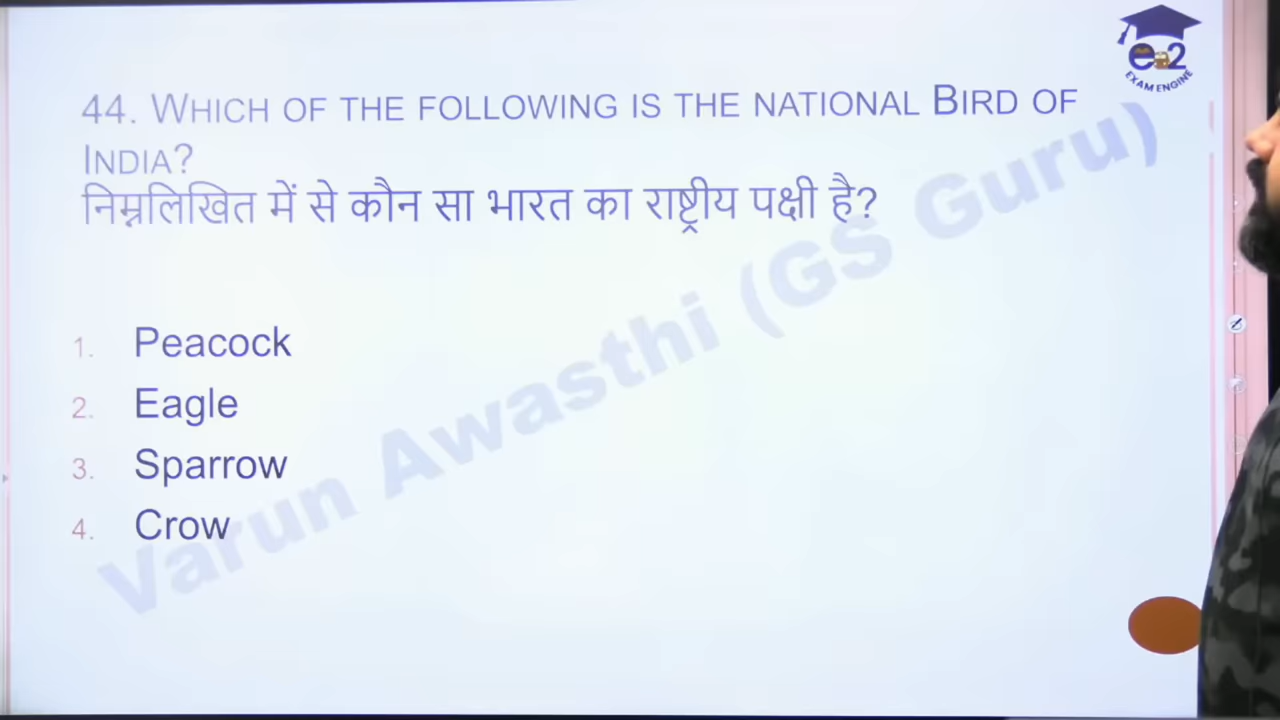 e2
EXAM ENGINE
44. WHICH OF THE FOLLOWING IS THE NATIONAL BIRD OF
INDIA?
निम्नलिखित में से कौन सा भारत का राष्ट्रीय पक्षी है?
1. Peacock
2. Eagle
3. Sparrow
4. Crow
Varun Awasthi (GS Guru)